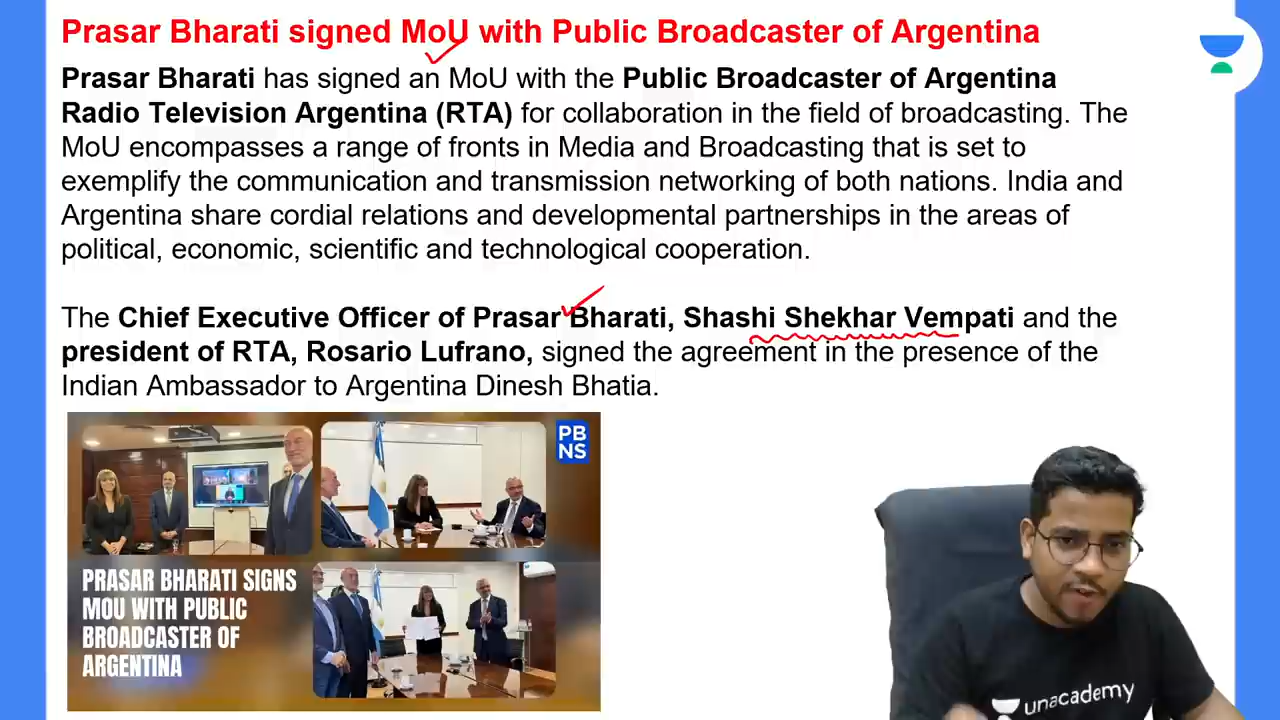 Prasar Bharati signed MoU with Public Broadcaster of Argentina
Prasar Bharati has signed an MoU with the Public Broadcaster of Argentina
Radio Television Argentina (RTA) for collaboration in the field of broadcasting. The
MoU encompasses a range of fronts in Media and Broadcasting that is set to
exemplify the communication and transmission networking of both nations. India and
Argentina share cordial relations and developmental partnerships in the areas of
political, economic, scientific and technological cooperation.
The Chief Executive Officer of Prasar Bharati, Shashi Shekhar Vempati and the
president of RTA, Rosario Lufrano, signed the agreement in the presence of the
Indian Ambassador to Argentina Dinesh Bhatia.
PB
NS
PRASAR BHARATI SIGNS
MOU WITH PUBLIC
BROADCASTER OF
ARGENTINA
unacademy